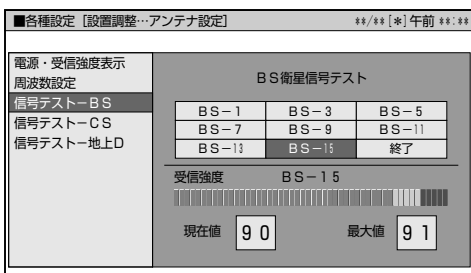 ■各種設定［設置調整…アンテナ設定］ **/**[*]午前 **:**
電源・受信強度表示
周波数設定
信号テスト−ＢＳ
信号テスト−ＣＳ
信号テスト−地上Ｄ
ＢＳ衛星信号テスト
ＢＳ−1 ＢＳ−3 ＢＳ−5
ＢＳ−7 ＢＳ−9 ＢＳ−11
ＢＳ−13 ＢＳ−15 終了
受信強度 ＢＳ−15
現在値 90 最大値 91